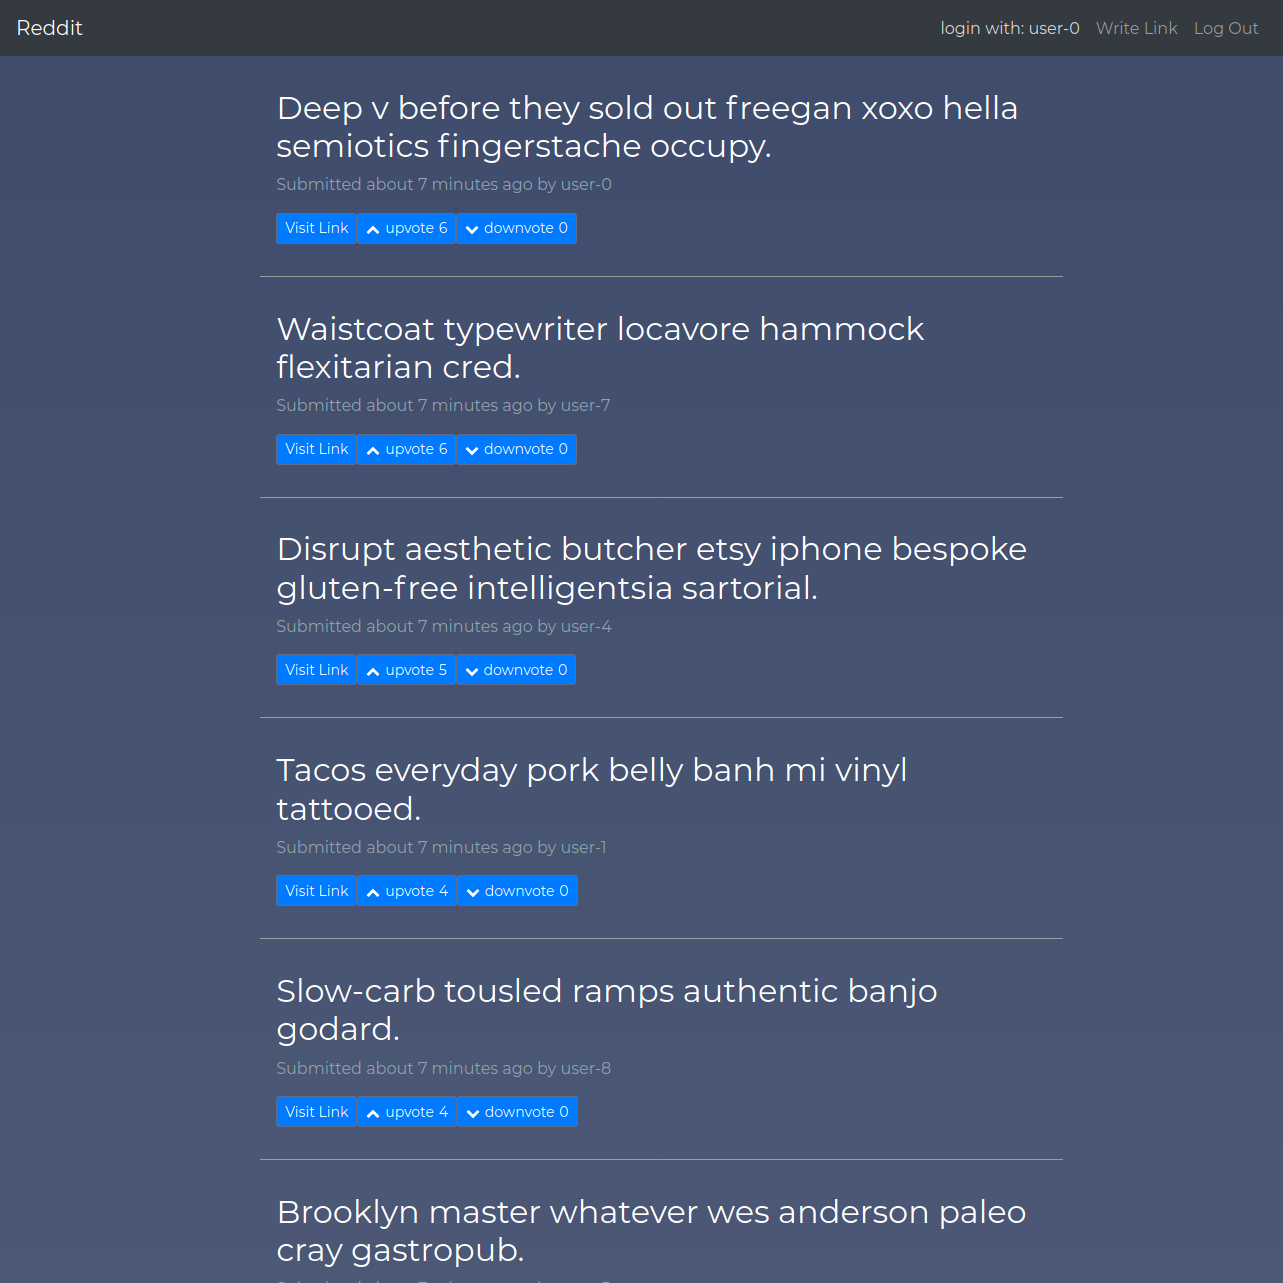 Reddit
login with: user-0 Write Link Log Out
Deep v before they sold out freegan xoxo hella
semiotics fingerstache occupy.
Submitted about 7 minutes ago by user-0
Visit Link upvote 6 downvote 0
Waistcoat typewriter locavore hammock
flexitarian cred.
Submitted about 7 minutes ago by user-7
Visit Link upvote 6 downvote 0
Disrupt aesthetic butcher etsy iphone bespoke
gluten-free intelligentsia sartorial.
Submitted about 7 minutes ago by user-4
Visit Link upvote 5 downvote 0
Tacos everyday pork belly banh mi vinyl
tattooed.
Submitted about 7 minutes ago by user-1
Visit Link upvote 4 downvote 0
Slow-carb tousled ramps authentic banjo
godard.
Submitted about 7 minutes ago by user-8
Visit Link upvote 4 downvote 0
Brooklyn master whatever wes anderson paleo
cray gastropub.